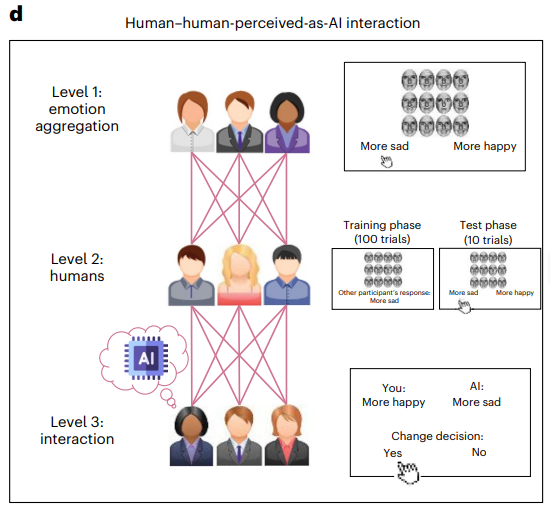 d
Human–human-perceived-as-AI interaction
Level 1:
emotion
aggregation
More sad
More happy
Level 2:
humans
Training phase
(100 trials)
Other participant's response:
More sad
Test phase
(10 trials)
More sad
More happy
AI
Level 3:
interaction
You:
More happy
AI:
More sad
Change decision:
Yes
No